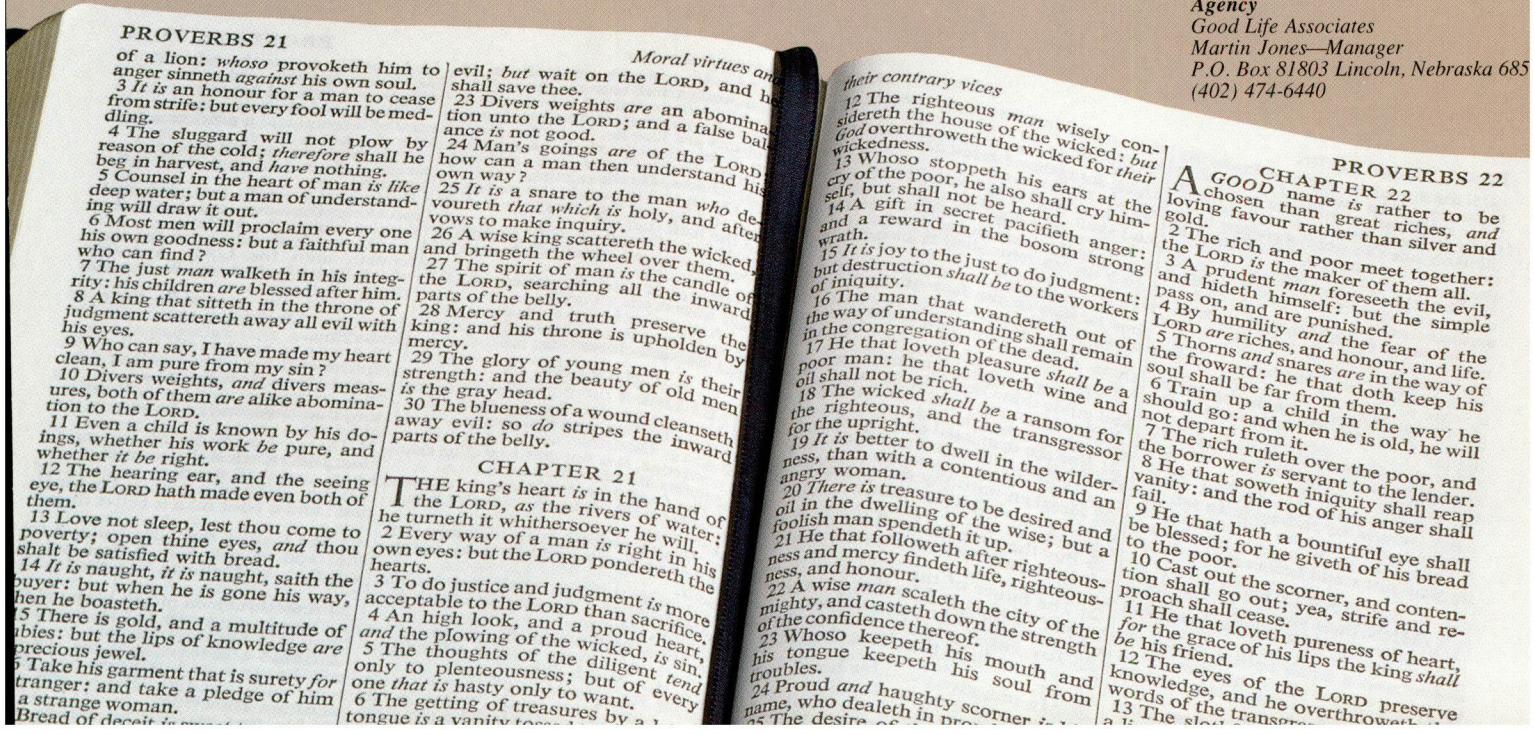 Agency
Good Life Associates
Martin Jones—Manager
P.O. Box 81803 Lincoln, Nebraska 685
(402) 474-6440
PROVERBS 21
of a lion: whoso provoketh him to
anger sinneth against his own soul.
3 It is an honour for a man to cease
from strife: but every fool will be med-
dling.
4 The sluggard will not plow by
reason of the cold; therefore shall he
beg in harvest, and have nothing.
5 Counsel in the heart of man is like
deep water; but a man of understand-
ing will draw it out.
6 Most men will proclaim every one
his own goodness: but a faithful man
who can find?
7 The just man walketh in his integ-
rity: his children are blessed after him.
8 A king that sitteth in the throne of
judgment scattereth away all evil with
his eyes.
9 Who can say, I have made my heart
clean, I am pure from my sin?
10 Divers weights, and divers meas-
ures, both of them are alike abomina-
tion to the LORD.
11 Even a child is known by his do-
ings, whether his work be pure, and
whether it be right.
12 The hearing ear, and the seeing
eye, the LORD hath made even both of
them.
13 Love not sleep, lest thou come to
poverty; open thine eyes, and thou
shalt be satisfied with bread.
14 It is naught, it is naught, saith the
buyer: but when he is gone his way,
hen he boasteth.
15 There is gold, and a multitude of
ubies: but the lips of knowledge are
precious jewel.
Take his garment that is surety for
tranger: and take a pledge of him
a strange woman.
Bread of deceit is
Moral virtues and
evil; but wait on the LORD, and he
shall save thee.
23 Divers weights are an abomina-
tion unto the LORD; and a false bal-
ance is not good.
24 Man's goings are of the LORD;
how can a man then understand his
own way?
25 It is a snare to the man who de-
voureth that which is holy, and after
vows to make inquiry.
26 A wise king scattereth the wicked,
and bringeth the wheel over them.
27 The spirit of man is the candle of
the LORD, searching all the inward
parts of the belly.
28 Mercy and truth preserve the
king: and his throne is upholden by
mercy.
29 The glory of young men is their
strength: and the beauty of old men
is the gray head.
30 The blueness of a wound cleanseth
away evil: so do stripes the inward
parts of the belly.
CHAPTER 21
THE king's heart is in the hand of
the LORD, as the rivers of water:
he turneth it whithersoever he will.
2 Every way of a man is right in his
own eyes: but the LORD pondereth the
hearts.
3 To do justice and judgment is more
acceptable to the LORD than sacrifice.
4 An high look, and a proud heart,
and the plowing of the wicked, is sin.
5 The thoughts of the diligent tend
only to plenteousness; but of every
one that is hasty only to want.
6 The getting of treasures by a
tongue is a vanity
their contrary vices
12 The righteous man wisely con-
sidereth the house of the wicked: but
God overthroweth the wicked for their
wickedness.
13 Whoso stoppeth his ears at the
cry of the poor, he also shall cry him-
self, but shall not be heard.
14 A gift in secret pacifieth anger:
and a reward in the bosom strong
wrath.
15 It is joy to the just to do judgment:
but destruction shall be to the workers
of iniquity.
16 The man that wandereth out of
the way of understanding shall remain
in the congregation of the dead.
17 He that loveth pleasure shall be a
poor man: he that loveth wine and
oil shall not be rich.
18 The wicked shall be a ransom for
the righteous, and the transgressor
for the upright.
19 It is better to dwell in the wilder-
ness, than with a contentious and an
angry woman.
20 There is treasure to be desired and
oil in the dwelling of the wise; but a
foolish man spendeth it up.
21 He that followeth after righteous-
ness and mercy findeth life, righteous-
ness, and honour.
22 A wise man scaleth the city of the
mighty, and casteth down the strength
of the confidence thereof.
23 Whoso keepeth his mouth and
his tongue keepeth his soul from
troubles.
24 Proud and haughty scorner is
name, who dealeth in
25 The desire
PROVERBS 22
CHAPTER 22
A GOOD name is rather to be
chosen than great riches, and
loving favour rather than silver and
gold.
2 The rich and poor meet together:
the LORD is the maker of them all.
3 A prudent man foreseeth the evil,
and hideth himself: but the simple
pass on, and are punished.
4 By humility and the fear of the
LORD are riches, and honour, and life.
5 Thorns and snares are in the way of
the froward: he that doth keep his
soul shall be far from them.
6 Train up a child in the way he
should go: and when he is old, he will
not depart from it.
7 The rich ruleth over the poor, and
the borrower is servant to the lender.
8 He that soweth iniquity shall reap
vanity: and the rod of his anger shall
fail.
9 He that hath a bountiful eye shall
be blessed; for he giveth of his bread
to the poor.
10 Cast out the scorner, and conten-
tion shall go out; yea, strife and re-
proach shall cease.
11 He that loveth pureness of heart,
for the grace of his lips the king shall
be his friend.
12 The eyes of the LORD preserve
knowledge, and he overthroweth
words of the
13 The